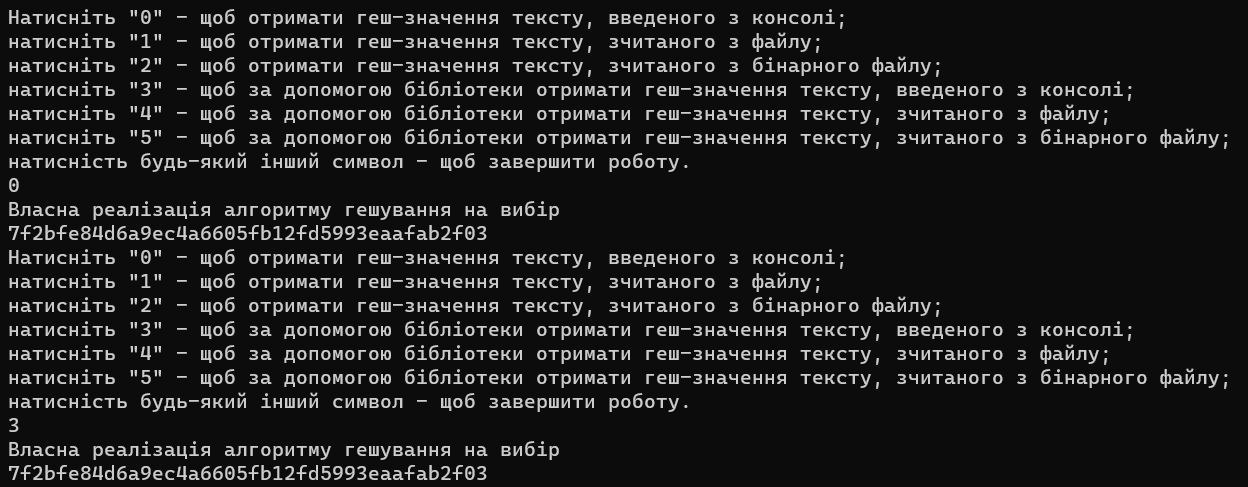 Натисніть "0" - щоб отримати геш-значення тексту, введеного з консолі;
натисніть "1" - щоб отримати геш-значення тексту, зчитаного з файлу;
натисніть "2" - щоб отримати геш-значення тексту, зчитаного з бінарного файлу;
натисніть "3" - щоб за допомогою бібліотеки отримати геш-значення тексту, введеного з консолі;
натисніть "4" - щоб за допомогою бібліотеки отримати геш-значення тексту, зчитаного з файлу;
натисніть "5" - щоб за допомогою бібліотеки отримати геш-значення тексту, зчитаного з бінарного файлу;
натисність будь-який інший символ - щоб завершити роботу.
0
Власна реалізація алгоритму гешування на вибір
7f2bfe84d6a9ec4a6605fb12fd5993eaafab2f03
Натисніть "0" - щоб отримати геш-значення тексту, введеного з консолі;
натисніть "1" - щоб отримати геш-значення тексту, зчитаного з файлу;
натисніть "2" - щоб отримати геш-значення тексту, зчитаного з бінарного файлу;
натисніть "3" - щоб за допомогою бібліотеки отримати геш-значення тексту, введеного з консолі;
натисніть "4" - щоб за допомогою бібліотеки отримати геш-значення тексту, зчитаного з файлу;
натисніть "5" - щоб за допомогою бібліотеки отримати геш-значення тексту, зчитаного з бінарного файлу;
натисність будь-який інший символ - щоб завершити роботу.
3
Власна реалізація алгоритму гешування на вибір
7f2bfe84d6a9ec4a6605fb12fd5993eaafab2f03